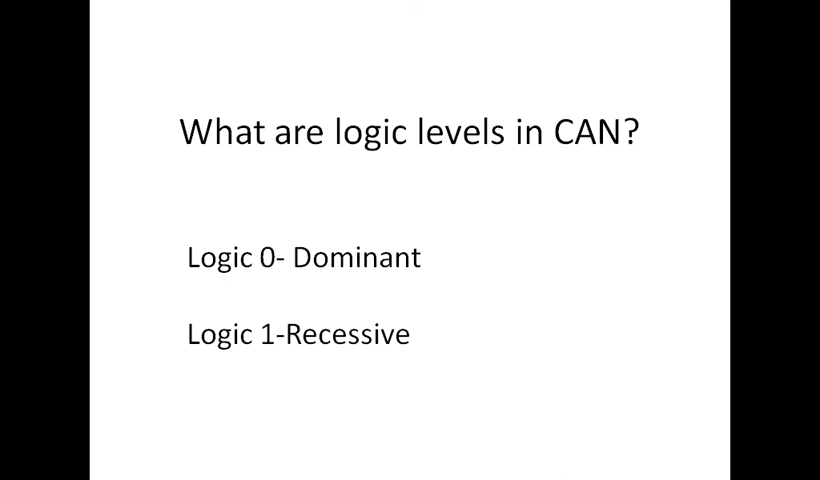 What are logic levels in CAN?
Logic 0- Dominant
Logic 1-Recessive